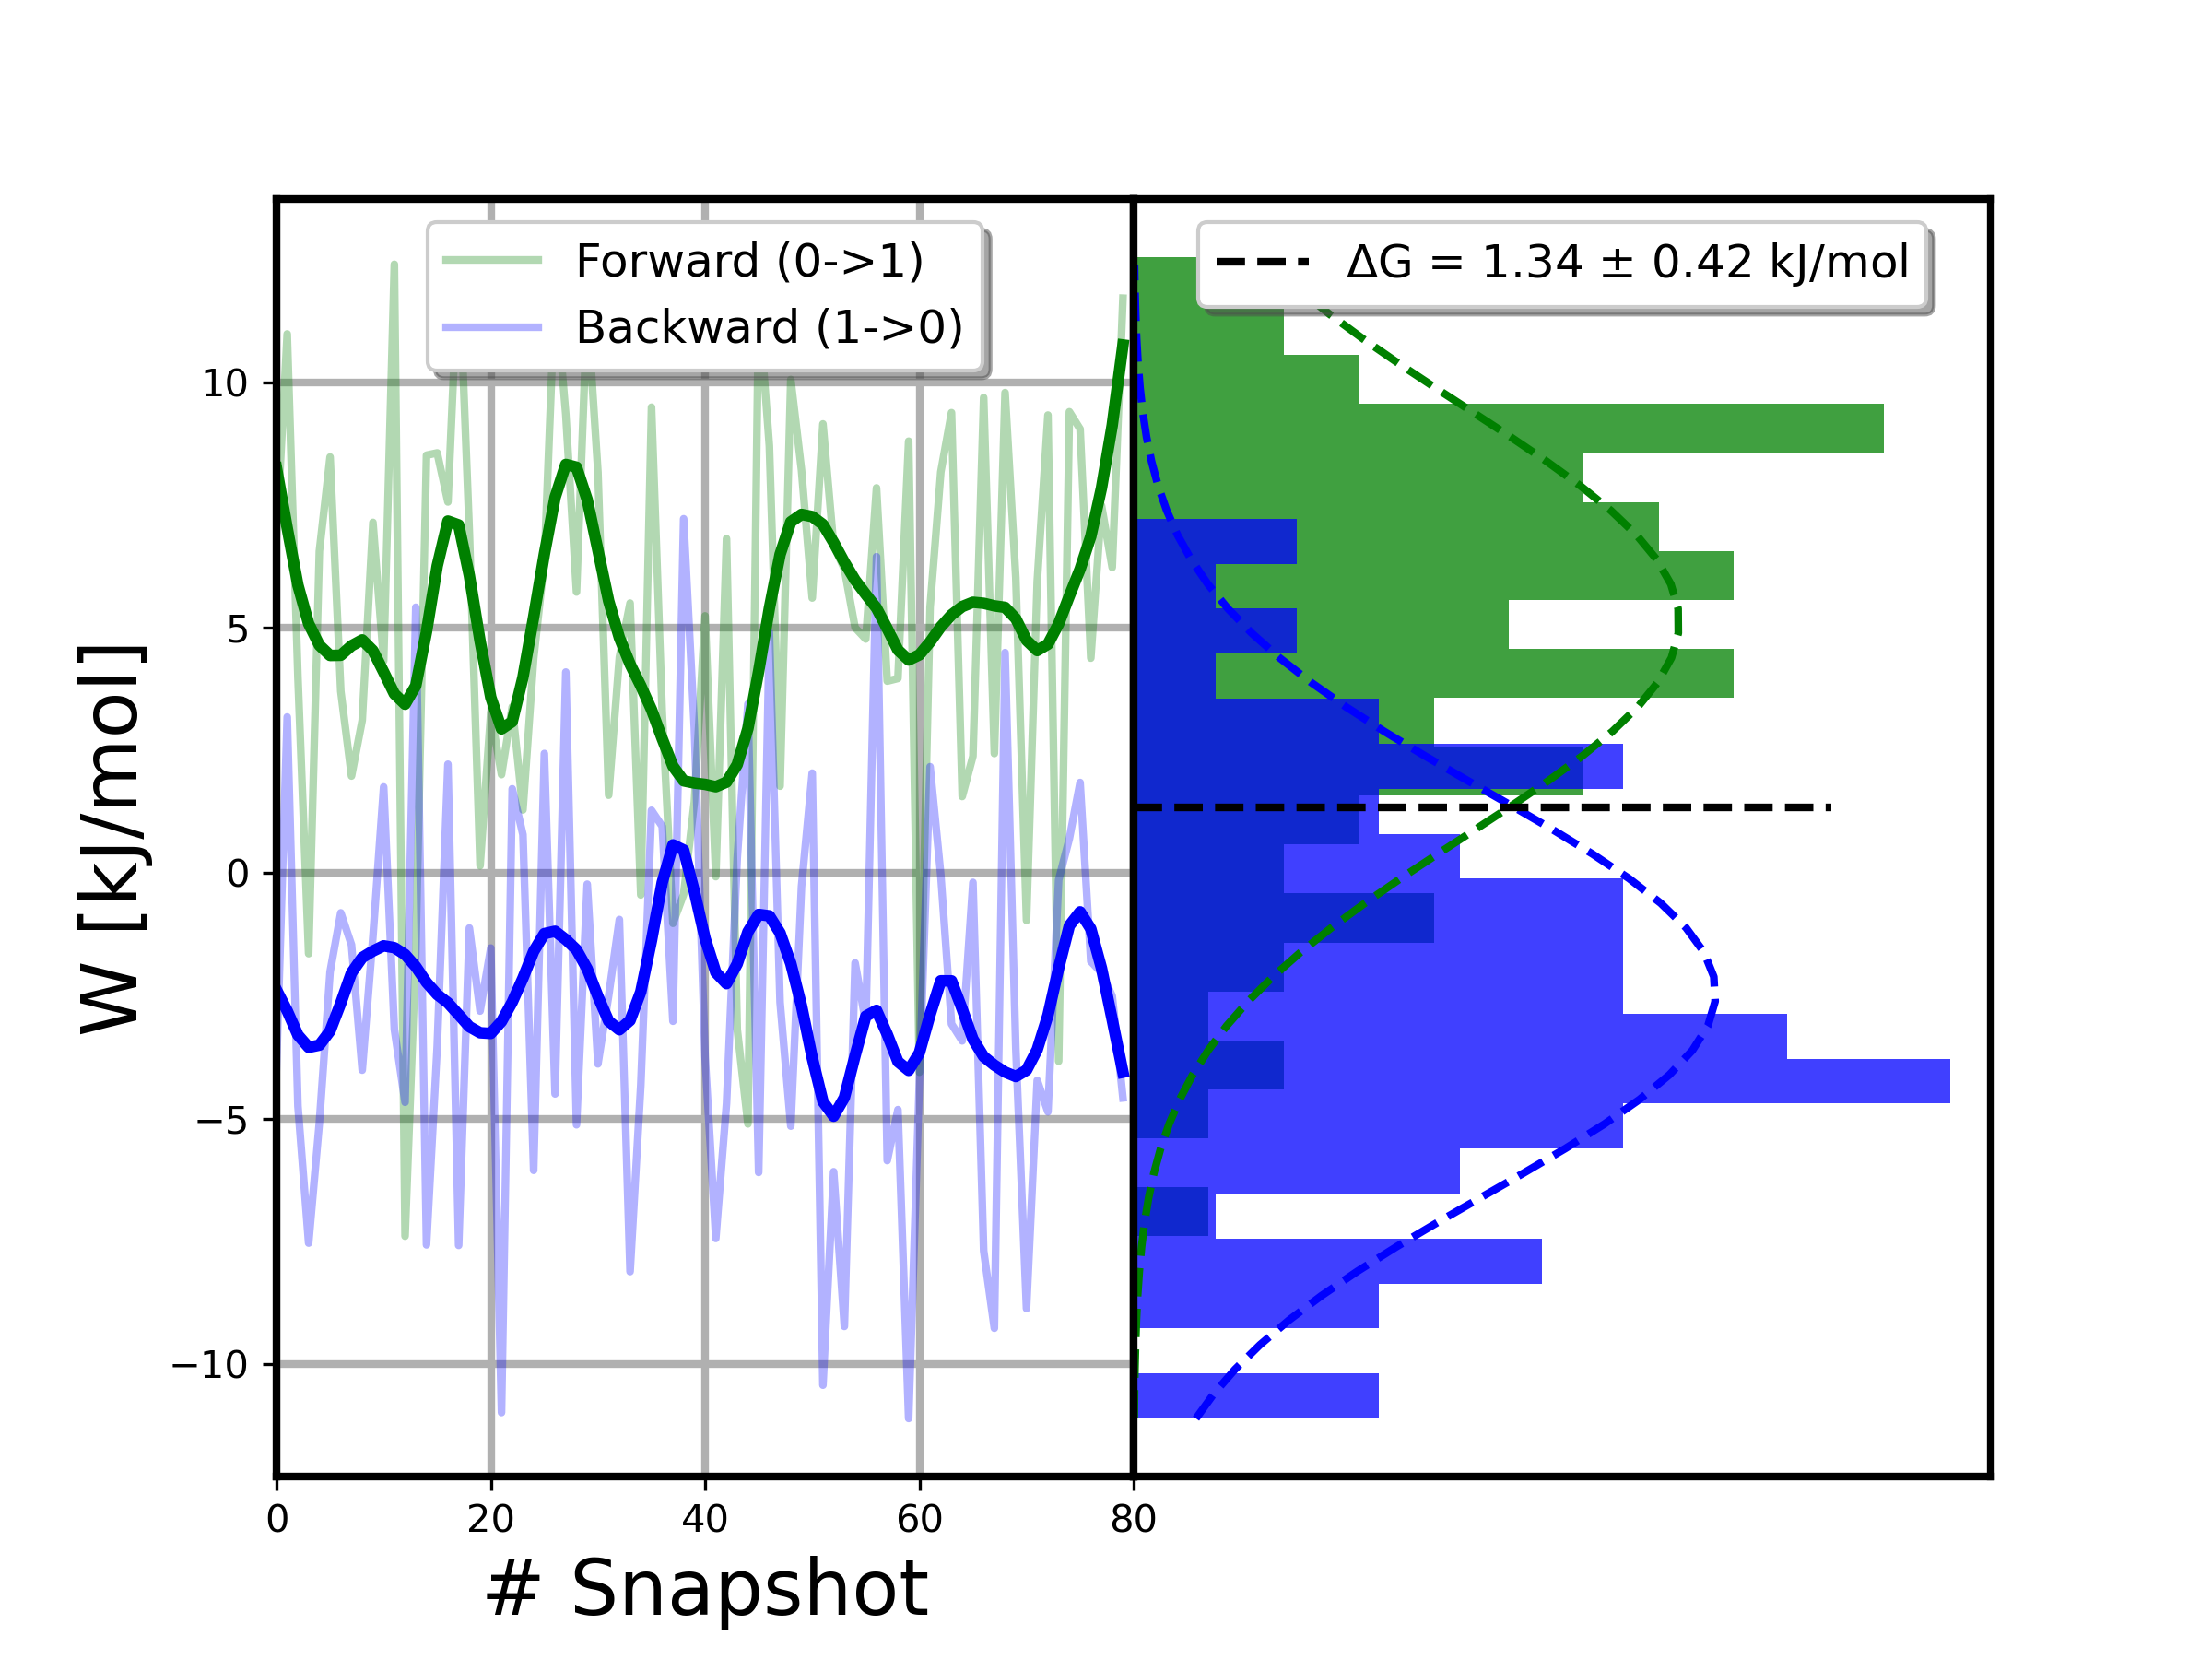 Forward (0->1)
Backward (1->0)
ΔG = 1.34 ± 0.42 kJ/mol
W [kJ/mol]
10
5
0
−5
−10
0
20
40
60
80
# Snapshot